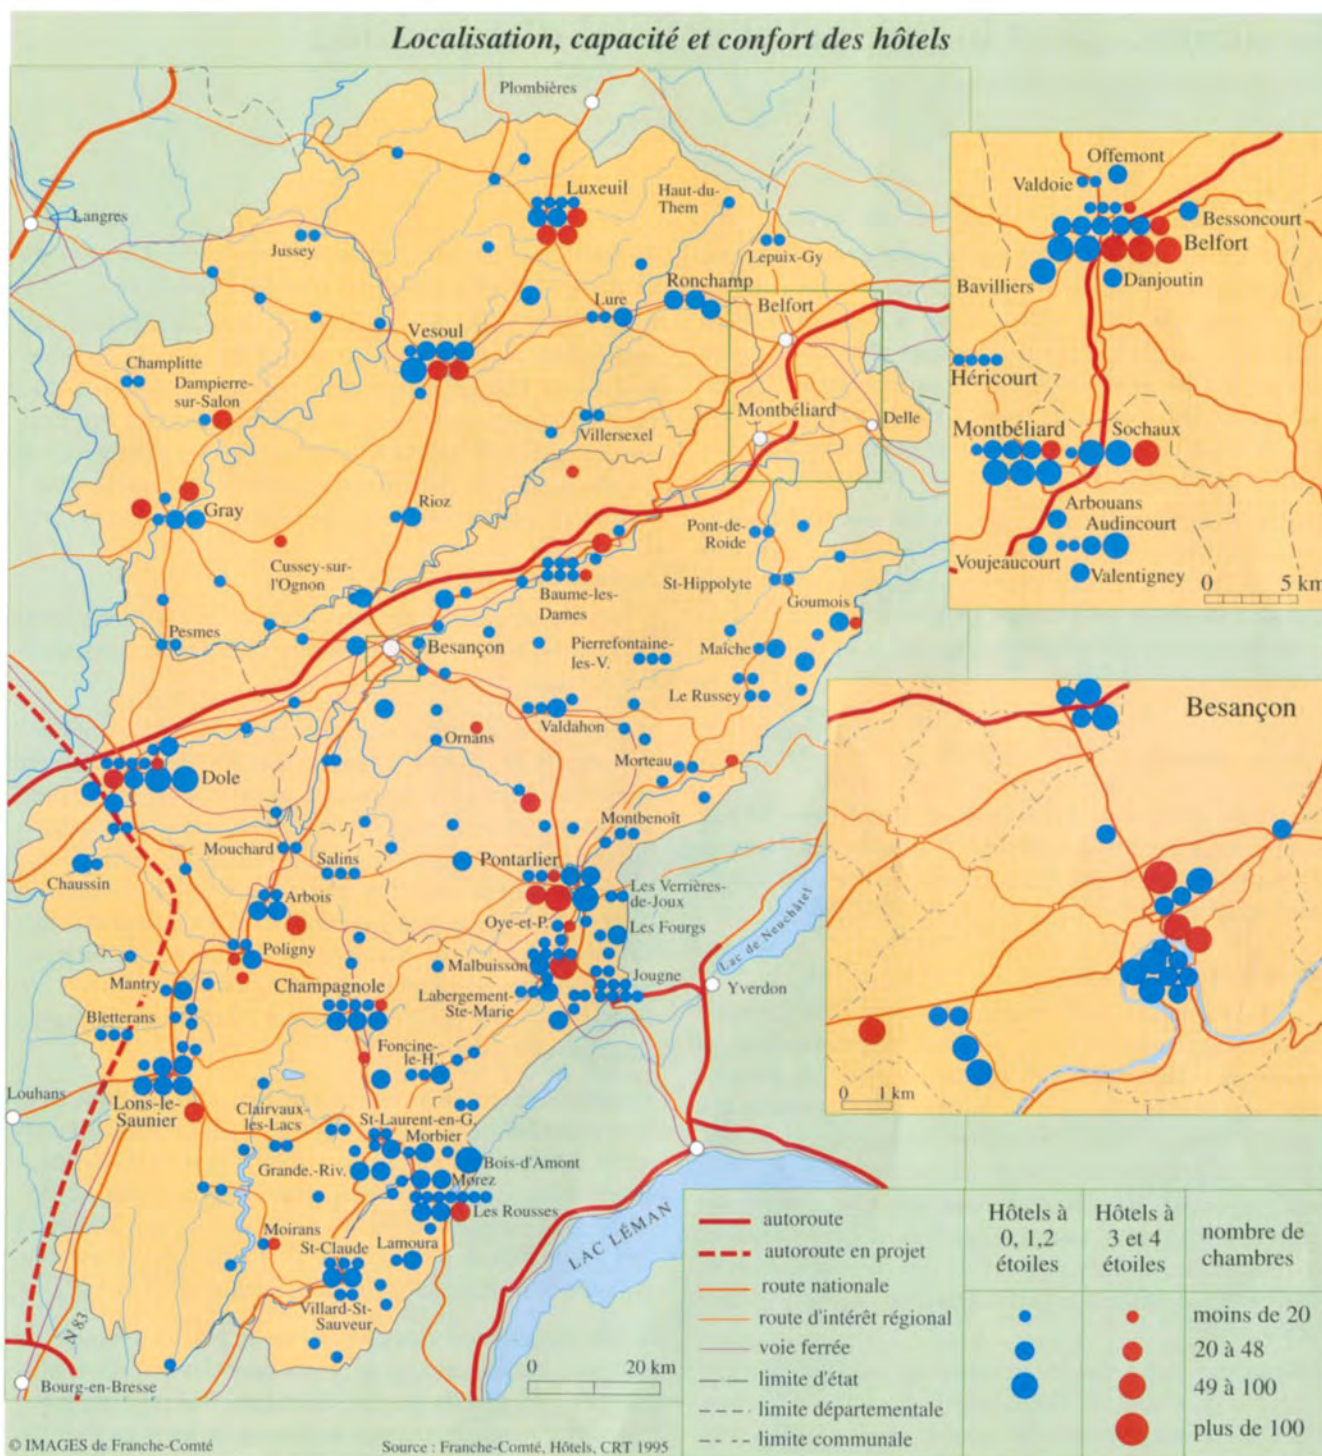 Localisation, capacité et confort des hôtels
Plombières
Langres
Luxeuil
Haut-du-
Them
Jussey
Lepuix-Gy
Ronchamp
Lure
Belfort
Vesoul
Champlitte
Dampierre-
sur-Salon
Villersexel
Montbéliard
Delle
Gray
Rioz
Cussey-sur-
l'Ognon
Baume-les-
Dames
Pont-de-
Roide
St-Hippolyte
Goumois
Pesmes
Besançon
Pierrefontaine-
les-V.
Maîche
Le Russey
Valdahon
Ornans
Morteau
Dole
Montbenoît
Mouchard
Salins
Pontarlier
Chaussin
Arbois
Les Verrières-
de-Joux
Oye-et-P.
Les Fourgs
Poligny
Malbuisson
Mantry
Champagnole
Jougne
Labergement-
Ste-Marie
Bletterans
Yverdon
Lac de Neuchâtel
Foncine-
le-H.
Louhans
Lons-le-
Saunier
Clairvaux-
les-Lacs
St-Laurent-en-G.
Morbier
Bois-d'Amont
Grande.-Riv.
Morez
Les Rousses
Moirans
St-Claude
Lamoura
Villard-St-
Sauveur
LAC LÉMAN
N 83
Bourg-en-Bresse
0 20 km
Offemont
Valdoie
Bessoncourt
Belfort
Bavilliers
Danjoutin
Héricourt
Montbéliard
Sochaux
Arbouans
Audincourt
Voujeaucourt
Valentigney
0 5 km
Besançon
0 1 km
autoroute
autoroute en projet
route nationale
route d'intérêt régional
voie ferrée
limite d'état
limite départementale
limite communale
Hôtels à
0, 1,2
étoiles
Hôtels à
3 et 4
étoiles
nombre de
chambres
moins de 20
20 à 48
49 à 100
plus de 100
© IMAGES de Franche-Comté
Source : Franche-Comté, Hôtels, CRT 1995